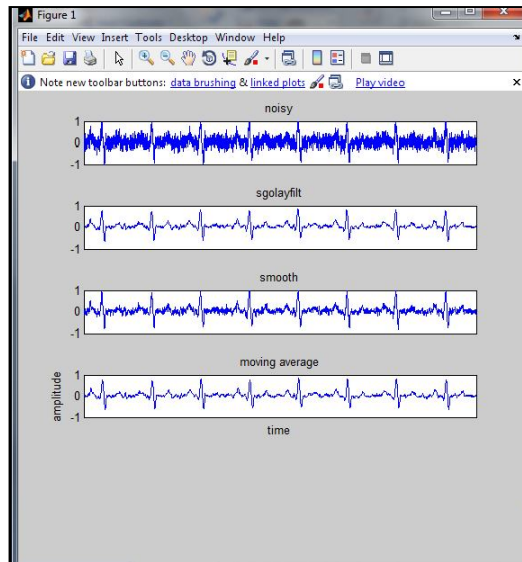 Figure 1
File Edit View Insert Tools Desktop Window Help
Note new toolbar buttons: data brushing & linked plots Play video
noisy
1
0
-1
sgolayfilt
1
0
-1
smooth
1
0
-1
moving average
1
0
-1
amplitude
time